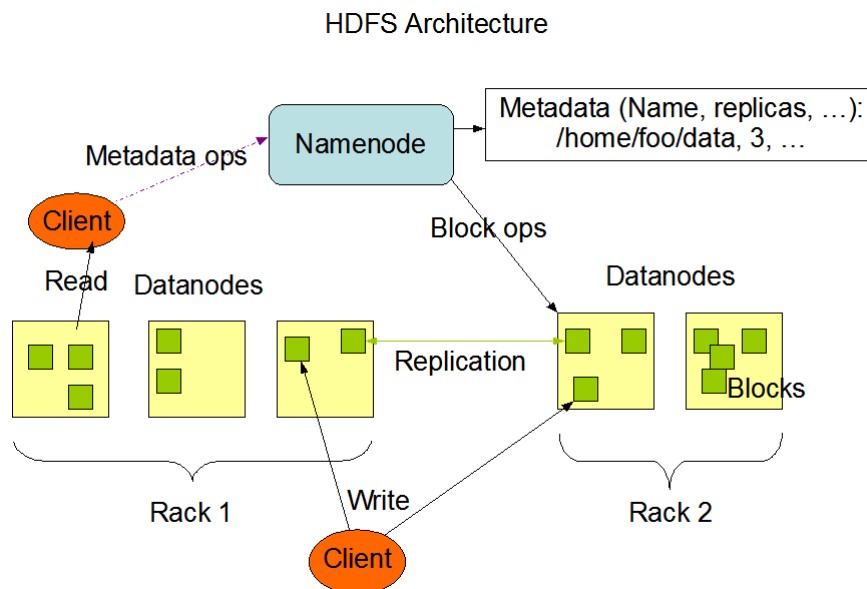 HDFS Architecture
Metadata (Name, replicas, …):
/home/foo/data, 3, …
Namenode
Metadata ops
Client
Block ops
Read
Datanodes
Datanodes
Replication
Blocks
Rack 1
Write
Rack 2
Client